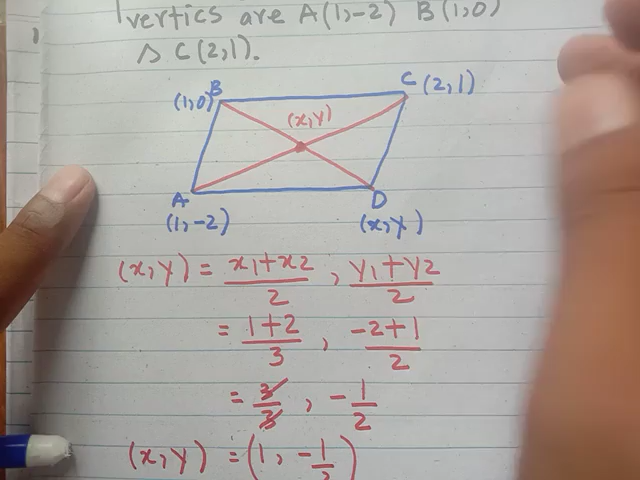 vertics are A(1,-2) B(1,0)
& C(2,1).
B
(1,0)
C (2,1)
(x,y)
A
(1,-2)
D
(x,y)
(x,y) = x1+x2/2 , y1+y2/2
= 1+2/3 , -2+1/2
= 3/3 , -1/2
(x,y) = (1, -1/2)